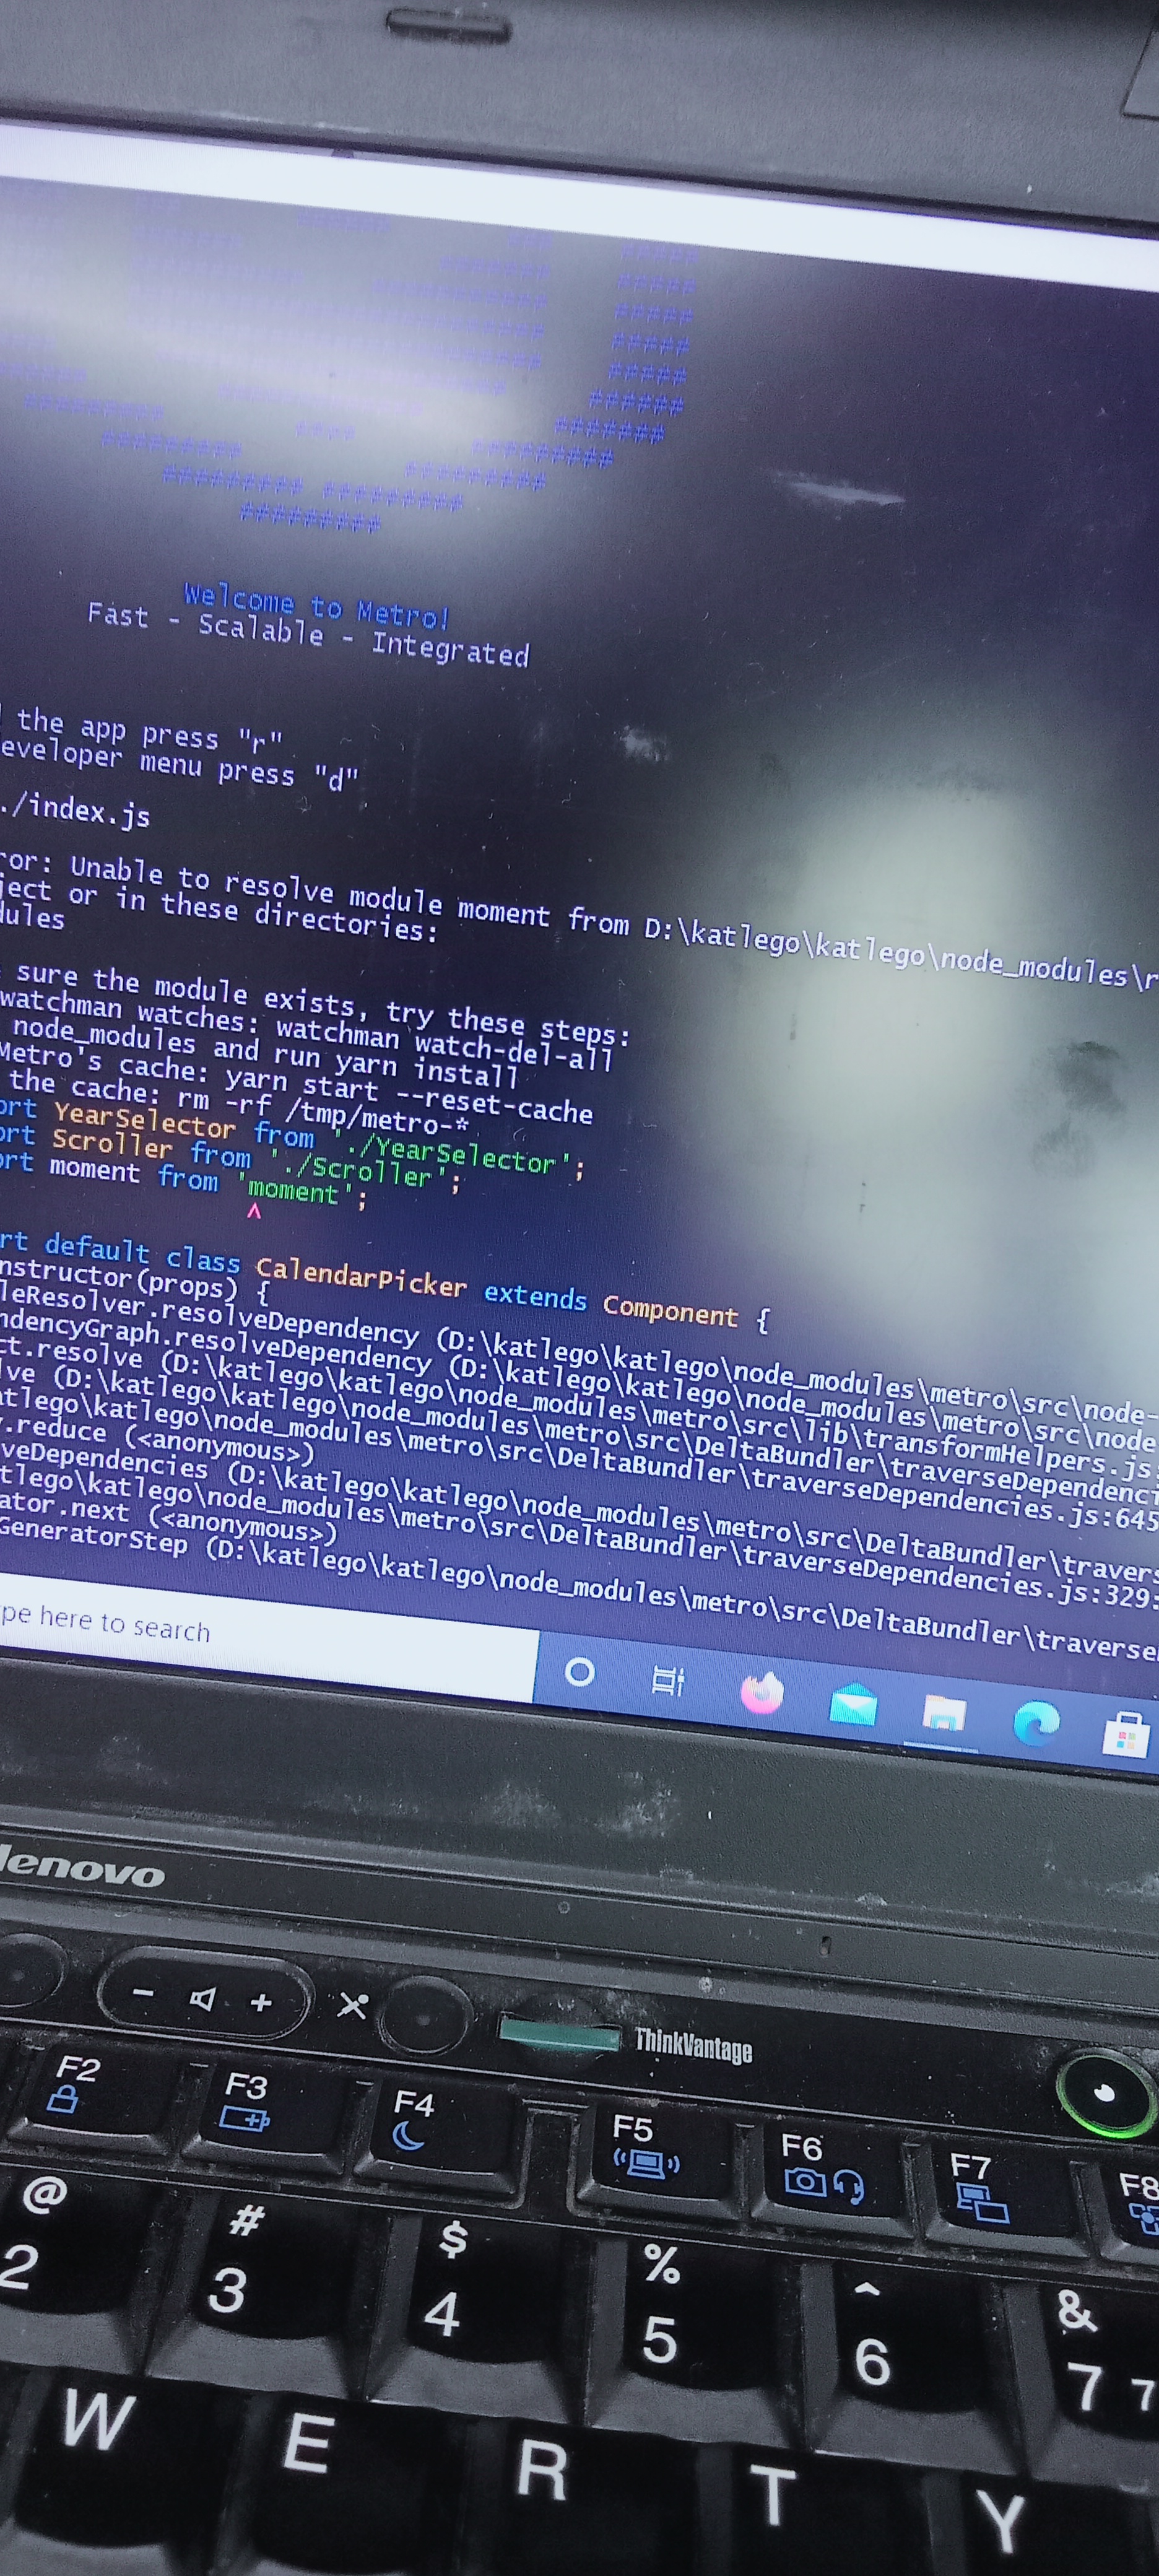 Welcome to Metro!
Fast - Scalable - Integrated
the app press "r"
eveloper menu press "d"
./index.js
ror: Unable to resolve module moment from D:\katlego\katlego\node_modules\r
ject or in these directories:
dules
sure the module exists, try these steps:
watchman watches: watchman watch-del-all
node_modules and run yarn install
Metro's cache: yarn start --reset-cache
the cache: rm -rf /tmp/metro-*
ort YearSelector from './YearSelector';
ort Scroller from './Scroller';
ort moment from 'moment';
^
rt default class CalendarPicker extends Component {
nstructor(props) {
leResolver.resolveDependency (D:\katlego\katlego\node_modules\metro\src\node-
ndencyGraph.resolveDependency (D:\katlego\katlego\node_modules\metro\src\node
ct.resolve (D:\katlego\katlego\node_modules\metro\src\lib\transformHelpers.js:
lve (D:\katlego\katlego\node_modules\metro\src\DeltaBundler\traverseDependenci
atlego\katlego\node_modules\metro\src\DeltaBundler\traverseDependencies.js:645
y.reduce (<anonymous>)
veDependencies (D:\katlego\katlego\node_modules\metro\src\DeltaBundler\travers
tlego\katlego\node_modules\metro\src\DeltaBundler\traverseDependencies.js:329:
ator.next (<anonymous>)
GeneratorStep (D:\katlego\katlego\node_modules\metro\src\DeltaBundler\traverse
pe here to search
lenovo
- +
ThinkVantage
F2 F3 F4 F5 F6 F7 F8
@ # $ % ^ &
2 3 4 5 6 7 7
W E R T Y